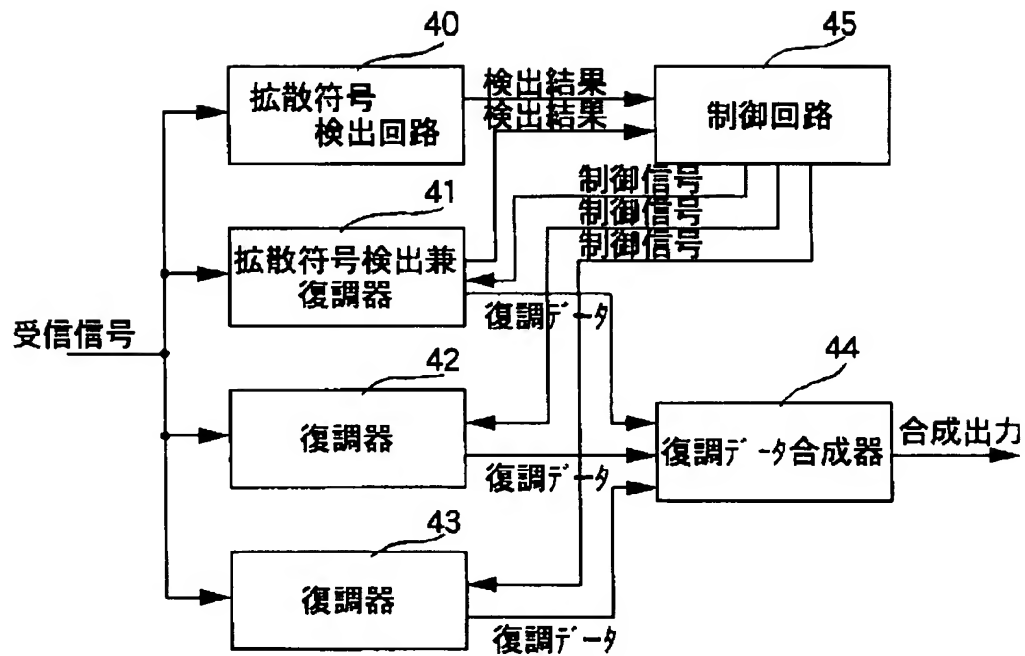 40
拡散符号
検出回路
検出結果
検出結果
45
制御回路
41
拡散符号検出兼
復調器
制御信号
制御信号
制御信号
復調データ
受信信号
42
復調器
復調データ
44
復調データ合成器
合成出力
43
復調器
復調データ